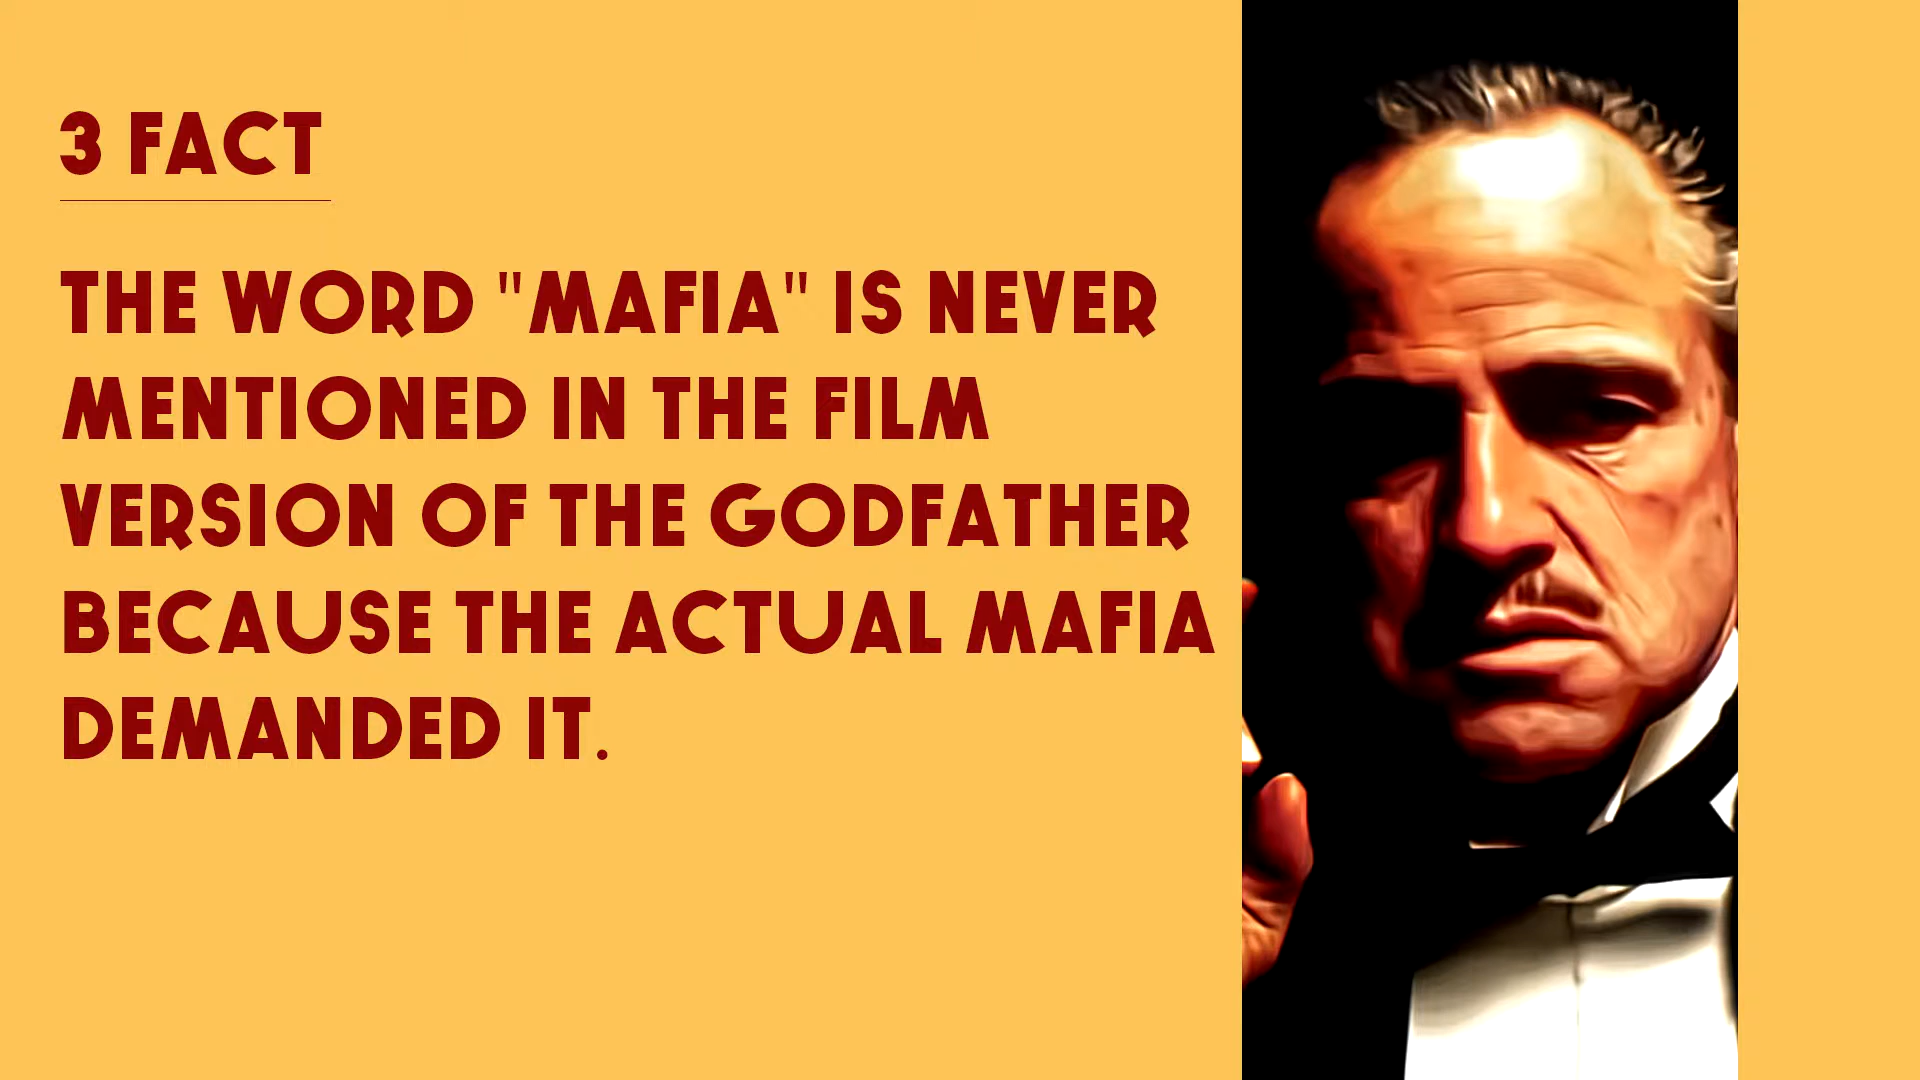 3 FACT
THE WORD "MAFIA" IS NEVER
MENTIONED IN THE FILM
VERSION OF THE GODFATHER
BECAUSE THE ACTUAL MAFIA
DEMANDED IT.